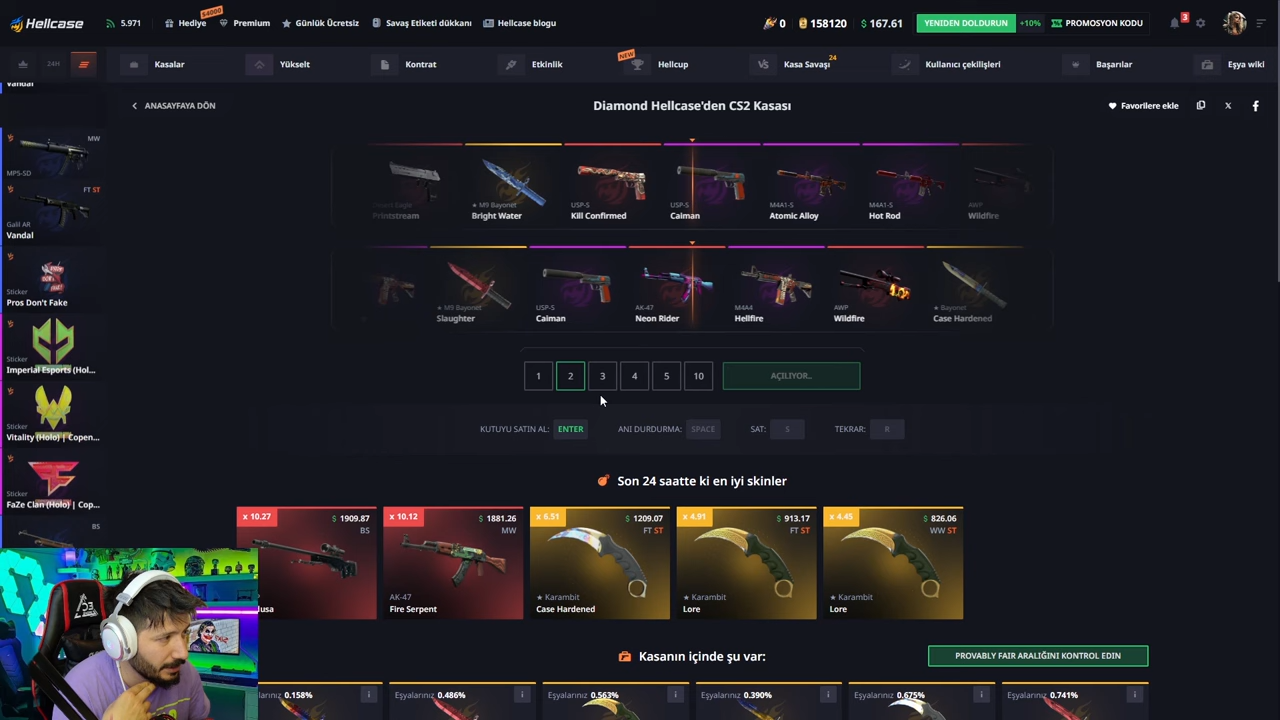 Hellcase
5.971
Hediye
$4000
Premium
Günlük Ücretsiz
Savaş Etiketi dükkanı
Hellcase blogu
0
158120
$ 167.61
YENİDEN DOLDURUN
+10%
PROMOSYON KODU
3
24H
Kasalar
Yükselt
Kontrat
Etkinlik
NEW
Hellcup
VS
Kasa Savaşı
24
Kullanıcı çekilişleri
Başarılar
Eşya wiki
Vandal
ANASAYFAYA DÖN
Diamond Hellcase'den CS2 Kasası
Favorilere ekle
MW
MP5-SD
FT ST
Galil AR
Vandal
Sticker
Pros Don't Fake
Sticker
Imperial Esports (Hol...
Sticker
Vitality (Holo) | Copen...
Sticker
FaZe Clan (Holo) | Cop...
BS
Printstream
★ M9 Bayonet
Bright Water
USP-S
Kill Confirmed
USP-S
Caiman
M4A1-S
Atomic Alloy
M4A1-S
Hot Rod
AWP
Wildfire
★ M9 Bayonet
Slaughter
USP-S
Caiman
AK-47
Neon Rider
M4A4
Hellfire
AWP
Wildfire
★ Bayonet
Case Hardened
1
2
3
4
5
10
AÇILIYOR..
KUTUYU SATIN AL:
ENTER
ANI DURDURMA:
SPACE
SAT:
S
TEKRAR:
R
Son 24 saatte ki en iyi skinler
x 10.27
$ 1909.87
BS
x 10.12
$ 1881.26
MW
AK-47
Fire Serpent
x 6.51
$ 1209.07
FT ST
★ Karambit
Case Hardened
x 4.91
$ 913.17
FT ST
★ Karambit
Lore
x 4.45
$ 826.06
WW ST
★ Karambit
Lore
Kasanın içinde şu var:
PROVABLY FAIR ARALIĞINI KONTROL EDIN
0.158%
Eşyalarınız 0.486%
Eşyalarınız 0.563%
Eşyalarınız 0.390%
Eşyalarınız 0.675%
Eşyalarınız 0.741%